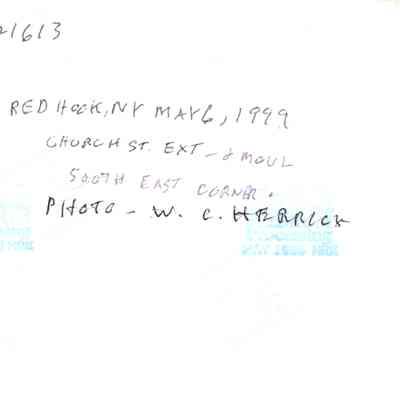 21613
RED HOOK, NY MAY 6, 1999
CHURCH ST. EXT - & MOUL
SOUTH EAST CORNER.
PHOTO - W. C. HERRICK